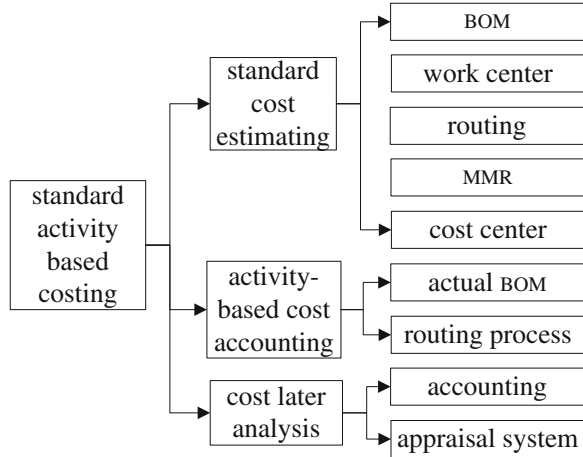 standard
activity
based
costing
standard
cost
estimating
BOM
work center
routing
MMR
cost center
activity-
based cost
accounting
actual BOM
routing process
cost later
analysis
accounting
appraisal system